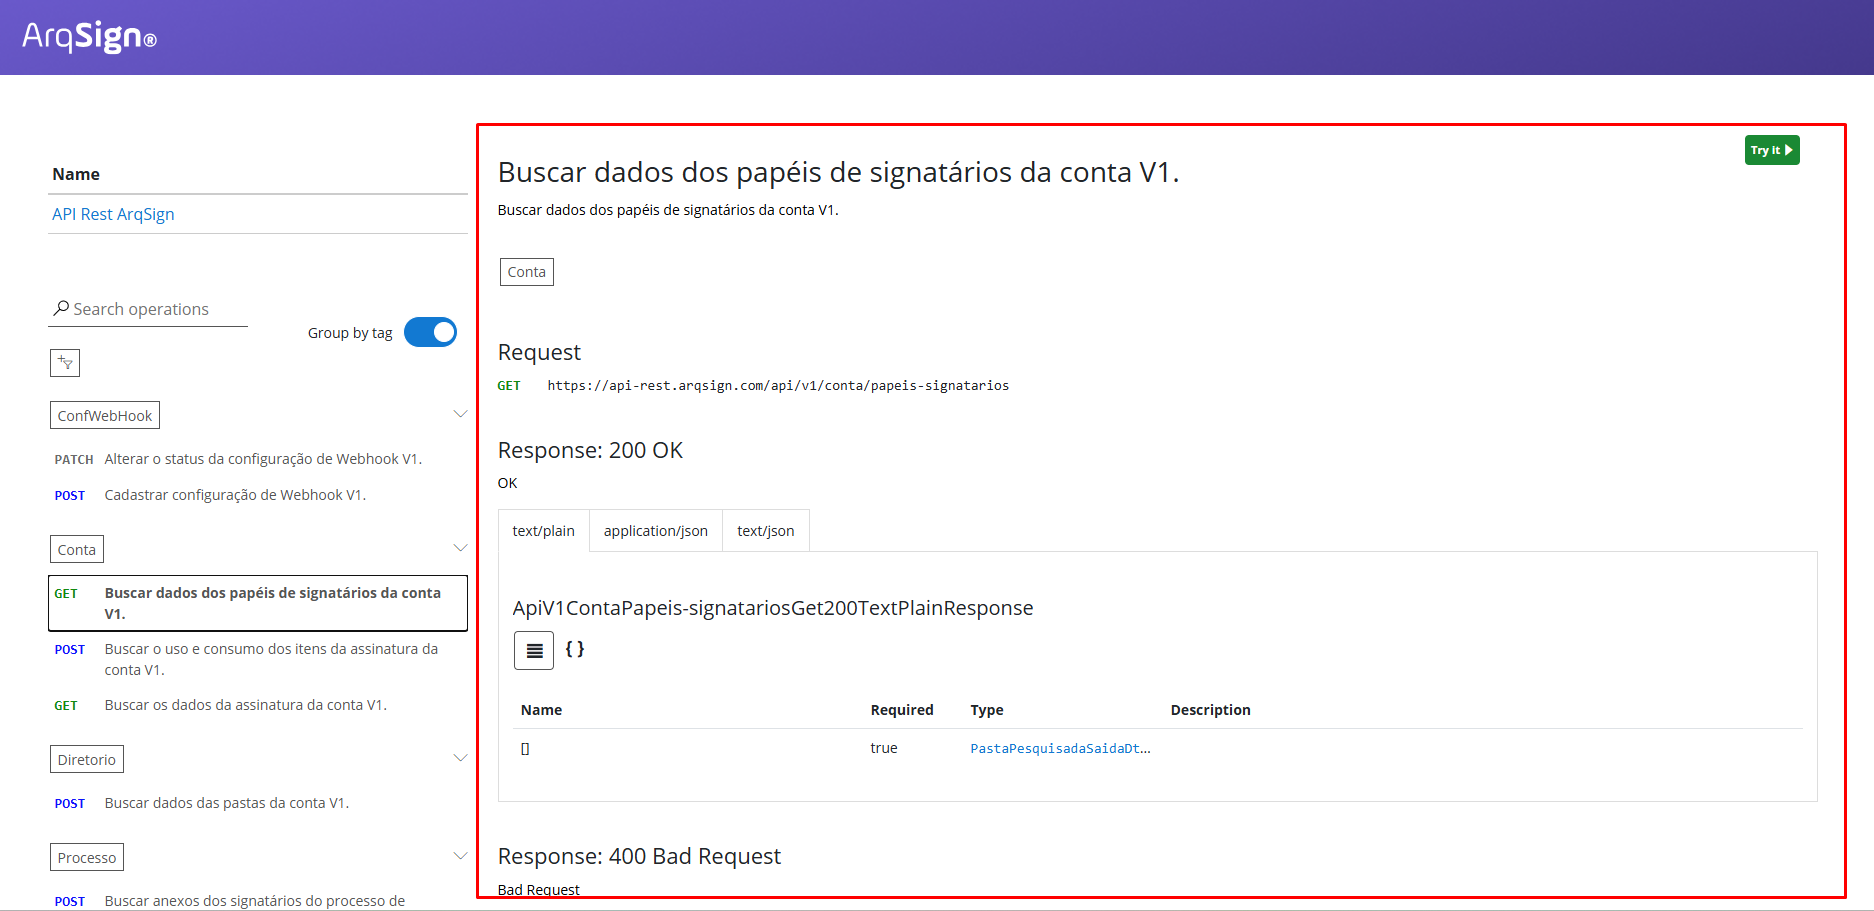 ArqSign®
Name
API Rest ArqSign
Search operations
Group by tag
ConfWebHook
PATCH Alterar o status da configuração de Webhook V1.
POST Cadastrar configuração de Webhook V1.
Conta
GET Buscar dados dos papéis de signatários da conta
V1.
POST Buscar o uso e consumo dos itens da assinatura da
conta V1.
GET Buscar os dados da assinatura da conta V1.
Diretorio
POST Buscar dados das pastas da conta V1.
Processo
POST Buscar anexos dos signatários do processo de
Try it
Buscar dados dos papéis de signatários da conta V1.
Buscar dados dos papéis de signatários da conta V1.
Conta
Request
GET https://api-rest.arqsign.com/api/v1/conta/papeis-signatarios
Response: 200 OK
OK
text/plain application/json text/json
ApiV1ContaPapeis-signatariosGet200TextPlainResponse
{ }
Name Required Type Description
[] true PastaPesquisadaSaidaDt...
Response: 400 Bad Request
Bad Request